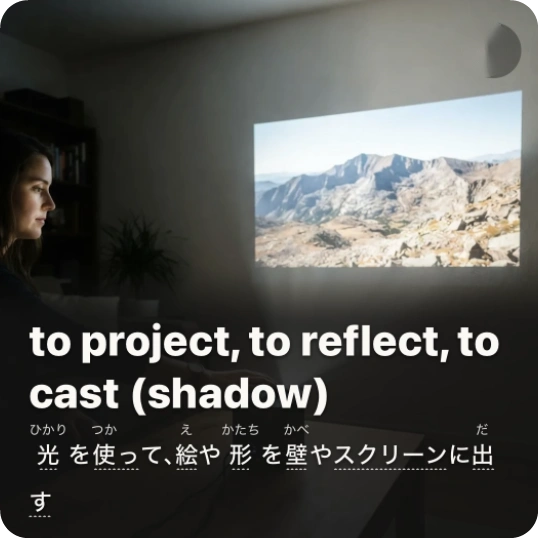 to project, to reflect, to
cast (shadow)
ひかり つか え かたち かべ だ
光を使って、絵や形を壁やスクリーンに出
す